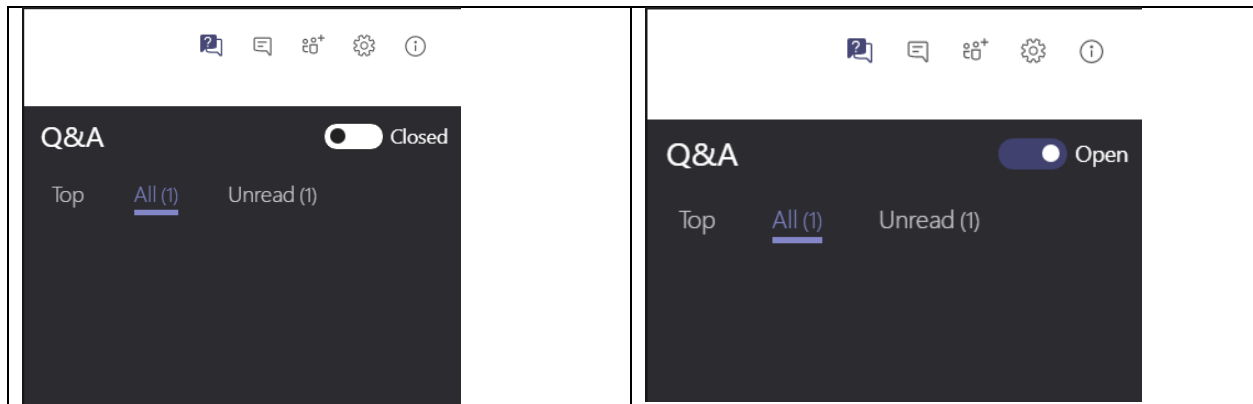 Q&A Closed
Top All (1) Unread (1)
Q&A Open
Top All (1) Unread (1)